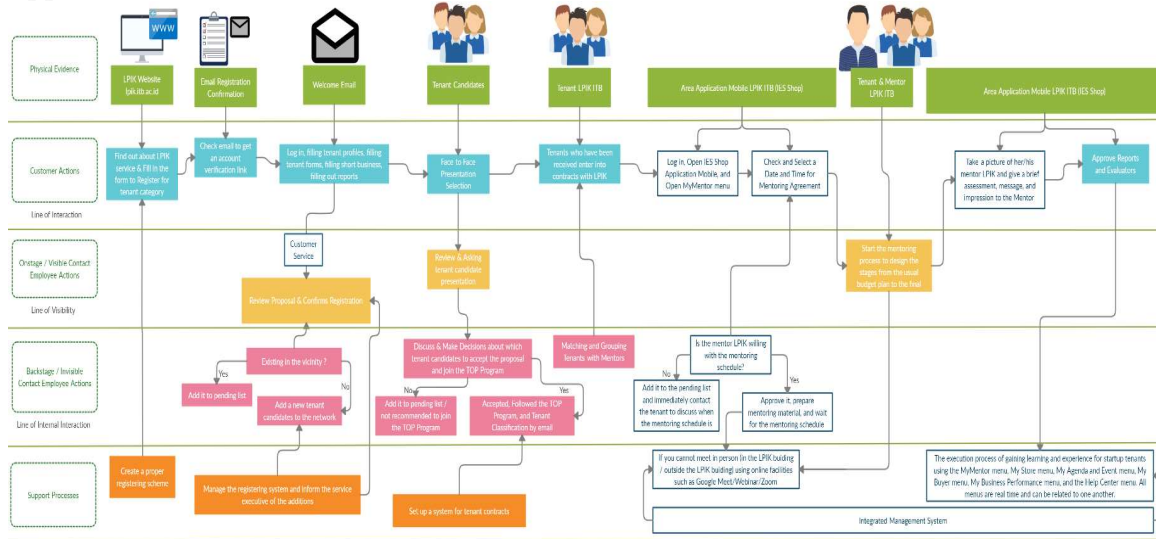 WWW
Physical Evidence
LPIK Website
lpik.itb.ac.id
Email Registration
Confirmation
Welcome Email
Tenant Candidates
Tenant LPIK ITB
Area Application Mobile LPIK ITB (IES Shop)
Tenant & Mentor
LPIK ITB
Area Application Mobile LPIK ITB (IES Shop)
Customer Actions
Find out about LPIK
service & Fill in the
form to Register for
tenant category
Check email to get
an account
verification link
Log in, filling tenant profiles, filling
tenant forms, filling short business,
filling out reports
Face to Face
Presentation
Selection
Tenants who have been
received enter into
contracts with LPIK
Log in, Open IES Shop
Application Mobile, and
Open MyMentor menu
Check and Select a
Date and Time for
Mentoring Agreement
Take a picture of her/his
mentor LPIK and give a brief
assessment, message, and
impression to the Mentor
Approve Reports
and Evaluators
Line of Interaction
Onstage / Visible Contact
Employee Actions
Customer
Service
Review Proposal & Confirms Registration
Review & Asking
tenant candidate
presentation
Start the mentoring
process to design the
stages from the usual
budget plan to the final
Line of Visibility
Backstage / Invisible
Contact Employee Actions
Existing in the vicinity ?
Yes
No
Add it to pending list
Add a new tenant
candidates to the network
Discuss & Make Decisions about which
tenant candidates to accept the proposal
and join the TOP Program
No
Yes
Add it to pending list /
not recommended to join
the TOP Program
Accepted, Followed the TOP
Program, and Tenant
Classification by email
Matching and Grouping
Tenants with Mentors
Is the mentor LPIK willing
with the mentoring
schedule?
No
Yes
Add it to the pending list
and immediately contact
the tenant to discuss when
the mentoring schedule is
Approve it, prepare
mentoring material, and wait
for the mentoring schedule
Line of Internal Interaction
Support Processes
Create a proper
registering scheme
Manage the registering system and inform the service
executive of the additions
Set up a system for tenant contracts
If you cannot meet in person (in the LPIK buiding
/ outside the LPIK buiding) using online facilities
such as Google Meet/Webinar/Zoom
The execution process of gaining learning and experience for startup tenants
using the MyMentor menu, My Store menu, My Agenda and Event menu, My
Buyer menu, My Business Performance menu, and the Help Center menu. All
menus are real time and can be related to one another.
Integrated Management System